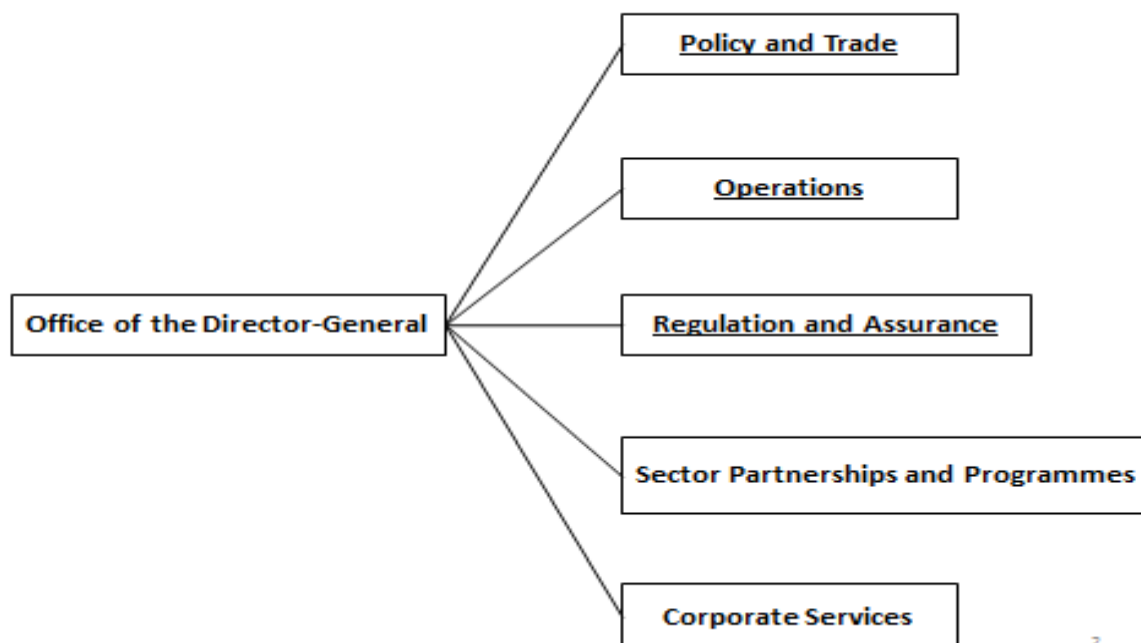 Policy and Trade
Operations
Office of the Director-General
Regulation and Assurance
Sector Partnerships and Programmes
Corporate Services